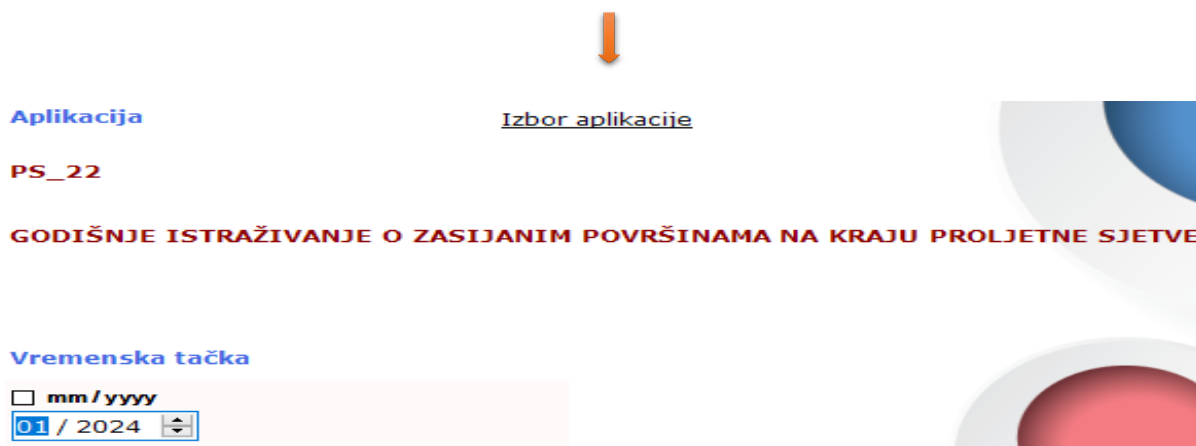 Aplikacija Izbor aplikacije
PS_22
GODIŠNJE ISTRAŽIVANJE O ZASIJANIM POVRŠINAMA NA KRAJU PROLJETNE SJETVE
Vremenska tačka
mm/yyyy
01 / 2024